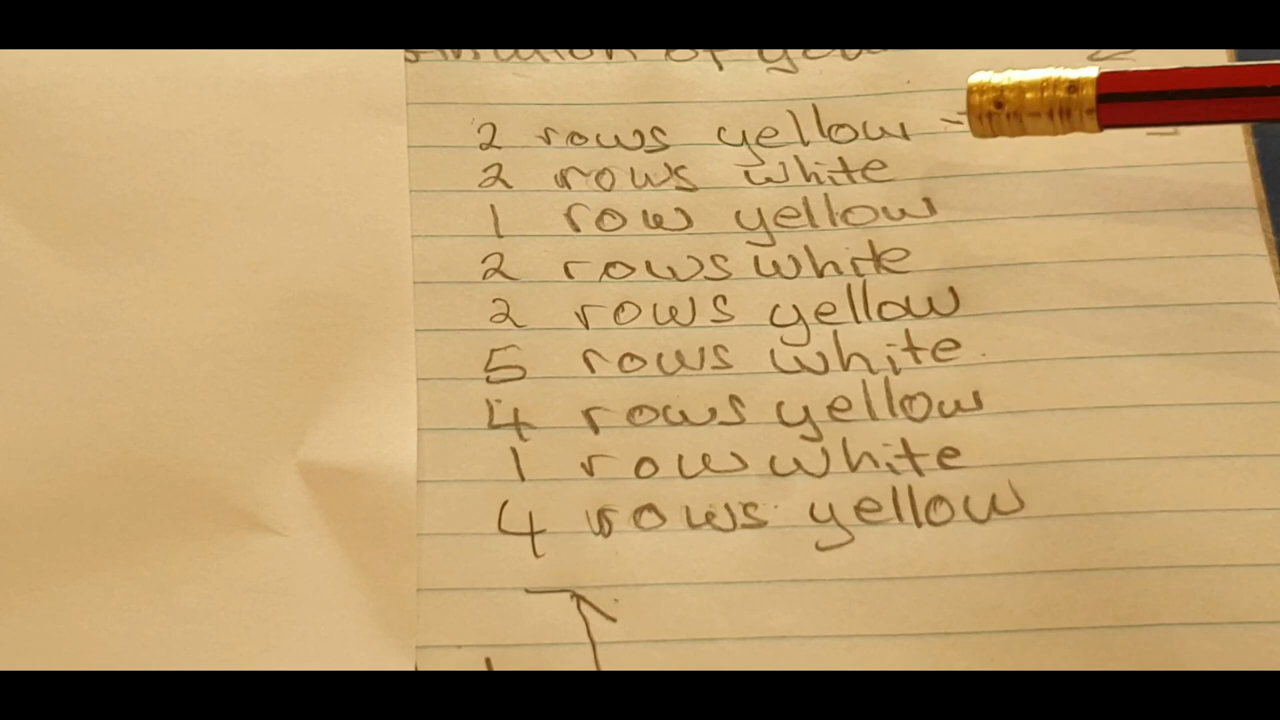 of
2 rows yellow -
2 rows white
1 row yellow
2 rows white
2 rows yellow
5 rows white.
4 rows yellow
1 row white
4 rows yellow